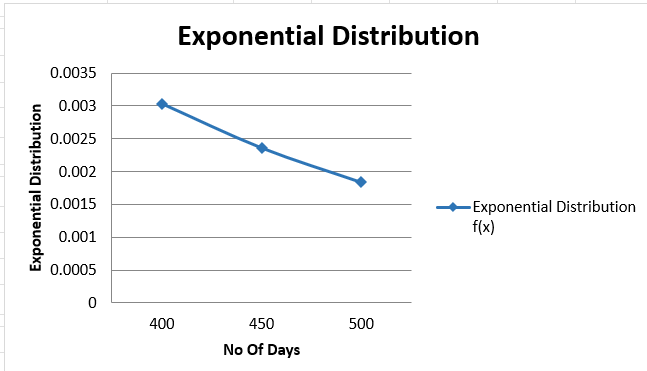 Exponential Distribution
Exponential Distribution
0.0035
0.003
0.0025
0.002
0.0015
0.001
0.0005
0
400 450 500
No Of Days
Exponential Distribution
f(x)